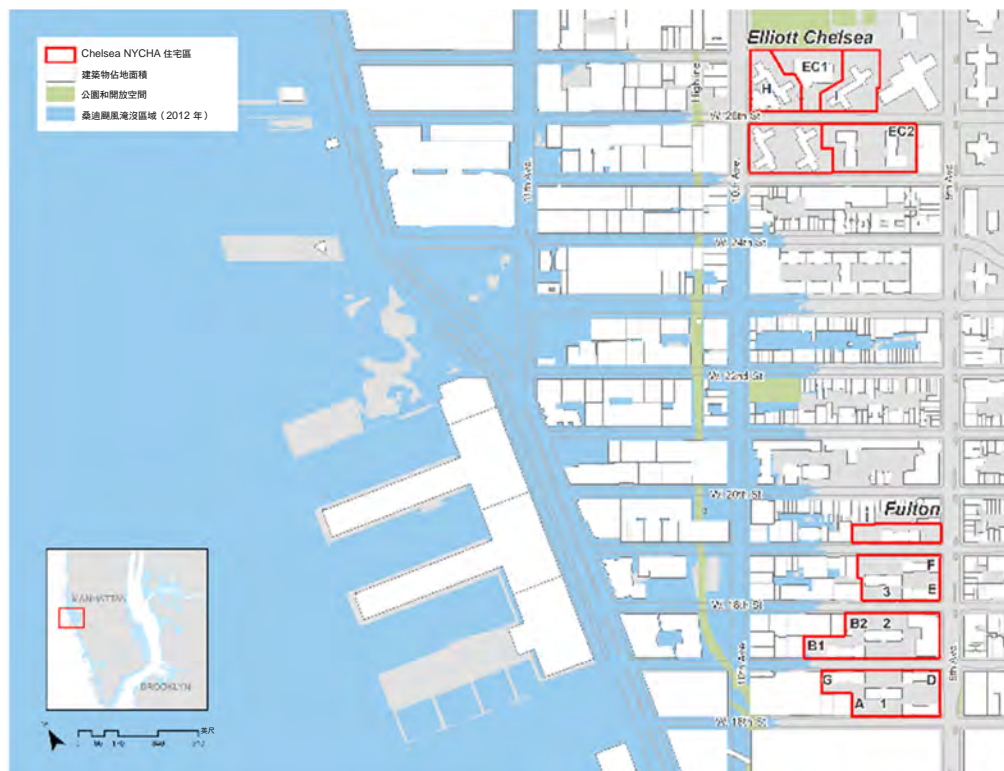 Chelsea NYCHA 住宅區
建築物佔地面積
公園和開放空間
桑迪颶風淹沒區域（2012 年）
Elliott Chelsea
EC1
H
I
Highline
W. 26th St
EC2
11th Ave.
10th Ave.
9th Ave
W. 24th St
W. 22nd St
W. 20th St
Fulton
F
E
3
W. 18th St
B2
2
B1
10th Ave.
G
D
A
1
MANHATTAN
BROOKLYN
英尺